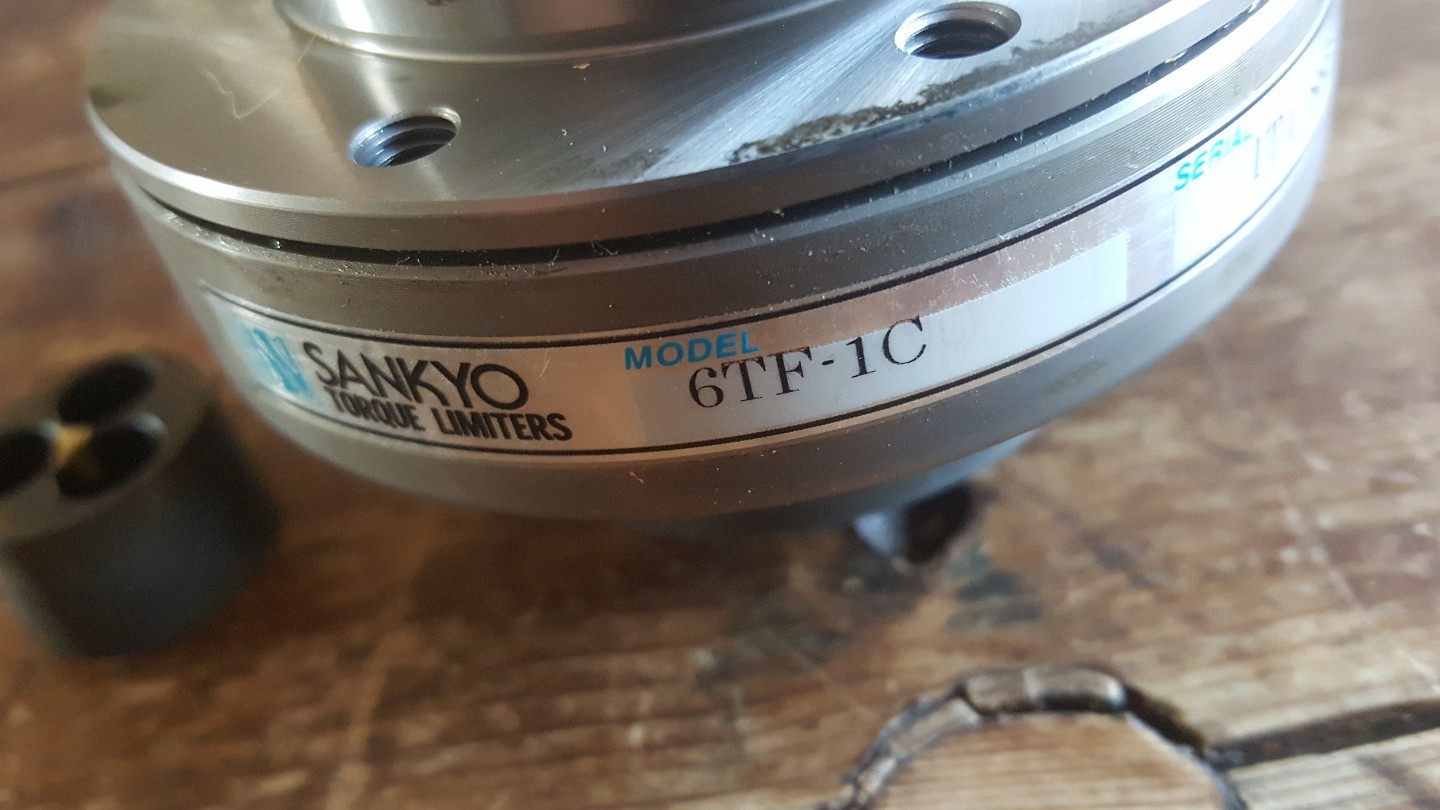 SANKYO
TORQUE LIMITERS
MODEL
6TF-1C
SERIAL